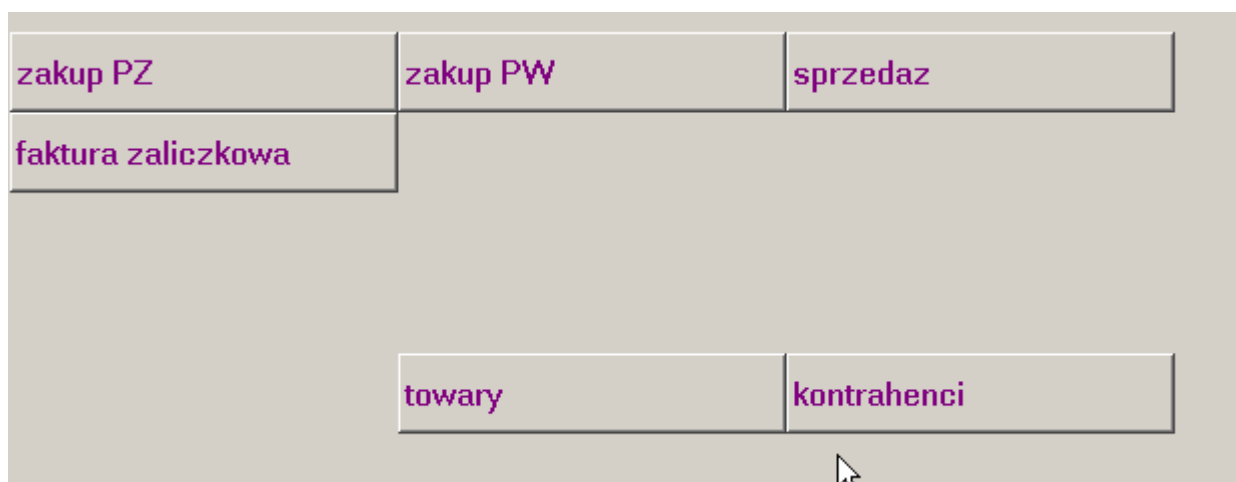 zakup PZ
zakup PW
sprzedaz
faktura zaliczkowa
towary
kontrahenci